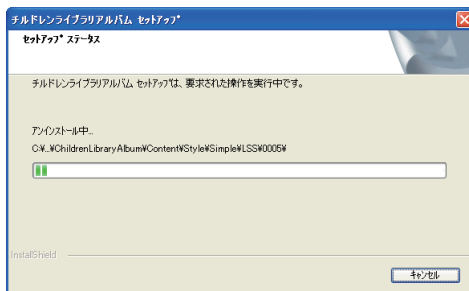 チルドレンライブラリアルバム セットアップ
セットアップ ステータス
チルドレンライブラリアルバム セットアップは、要求された操作を実行中です。
アンインストール中...
C:¥...¥ChildrenLibraryAlbum¥Content¥Style¥Simple¥LSS¥0005¥
InstallShield
キャンセル